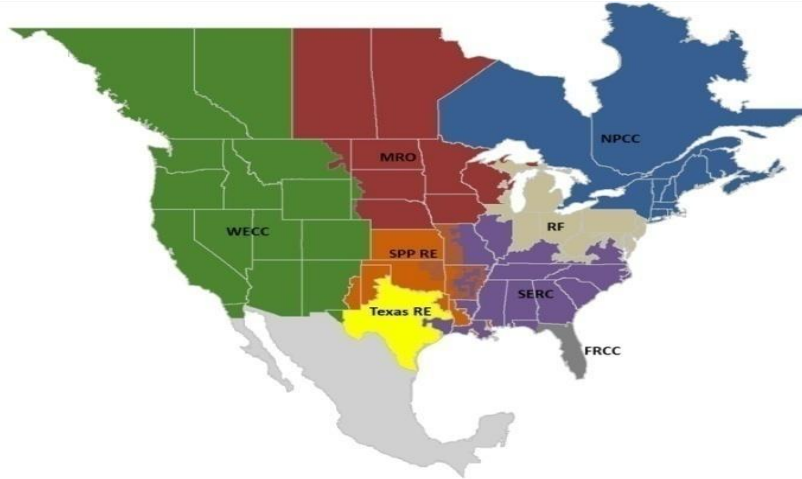 NPCC
MRO
RF
WECC
SPP RE
SERC
Texas RE
FRCC